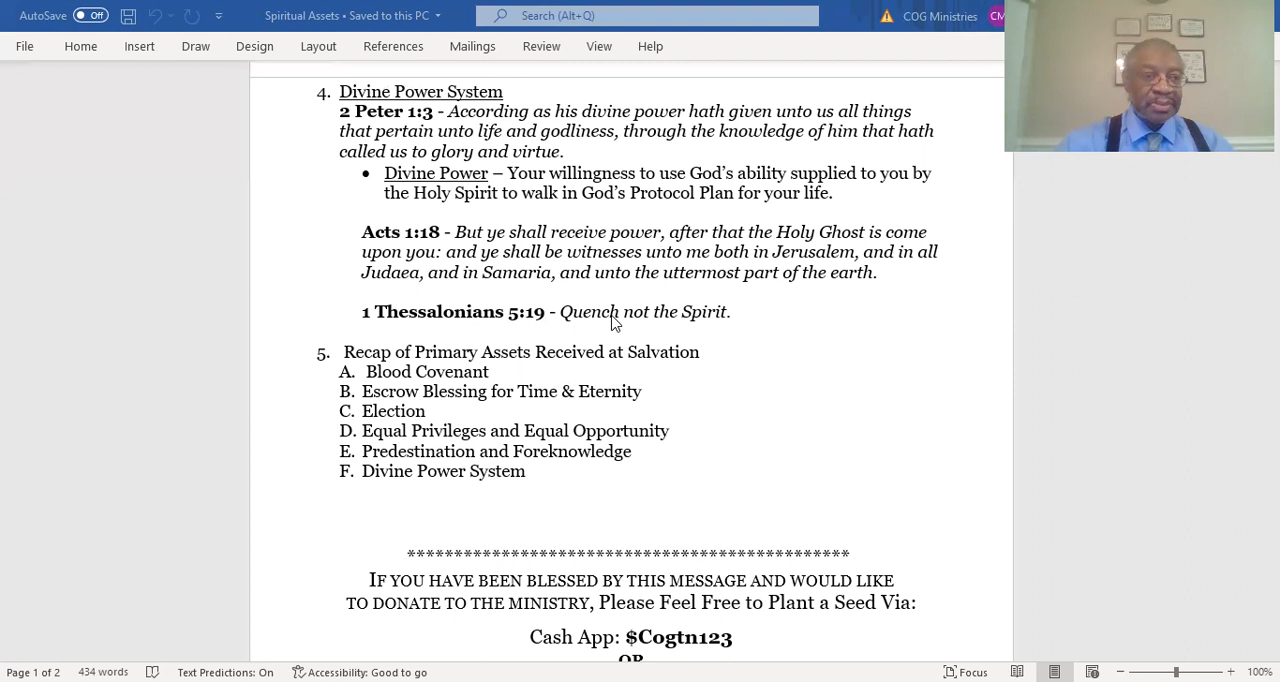 AutoSave Off Spiritual Assets • Saved to this PC Search (Alt+Q) COG Ministries CM
File Home Insert Draw Design Layout References Mailings Review View Help
4. Divine Power System
2 Peter 1:3 - According as his divine power hath given unto us all things
that pertain unto life and godliness, through the knowledge of him that hath
called us to glory and virtue.
• Divine Power – Your willingness to use God’s ability supplied to you by
the Holy Spirit to walk in God’s Protocol Plan for your life.
Acts 1:18 - But ye shall receive power, after that the Holy Ghost is come
upon you: and ye shall be witnesses unto me both in Jerusalem, and in all
Judaea, and in Samaria, and unto the uttermost part of the earth.
1 Thessalonians 5:19 - Quench not the Spirit.
5. Recap of Primary Assets Received at Salvation
A. Blood Covenant
B. Escrow Blessing for Time & Eternity
C. Election
D. Equal Privileges and Equal Opportunity
E. Predestination and Foreknowledge
F. Divine Power System
***********************************************
IF YOU HAVE BEEN BLESSED BY THIS MESSAGE AND WOULD LIKE
TO DONATE TO THE MINISTRY, Please Feel Free to Plant a Seed Via:
Cash App: $Cogtn123
OR
Page 1 of 2 434 words Text Predictions: On Accessibility: Good to go Focus 100%